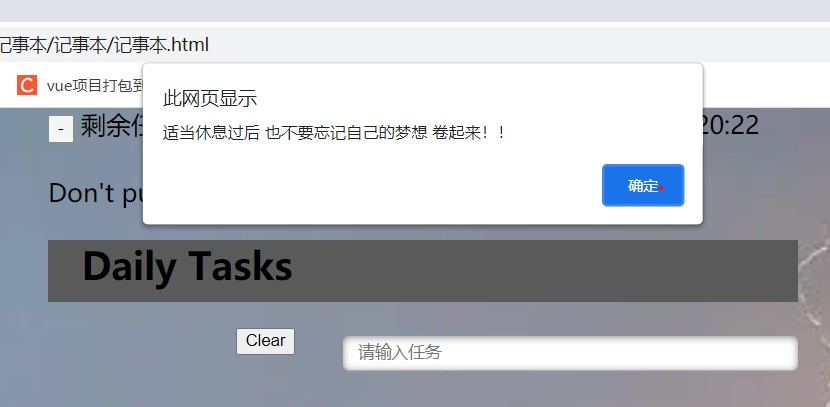 记事本/记事本/记事本.html
vue项目打包到
此网页显示
适当休息过后 也不要忘记自己的梦想 卷起来！！
确定
- 剩余
20:22
Don't pu
Daily Tasks
Clear
请输入任务